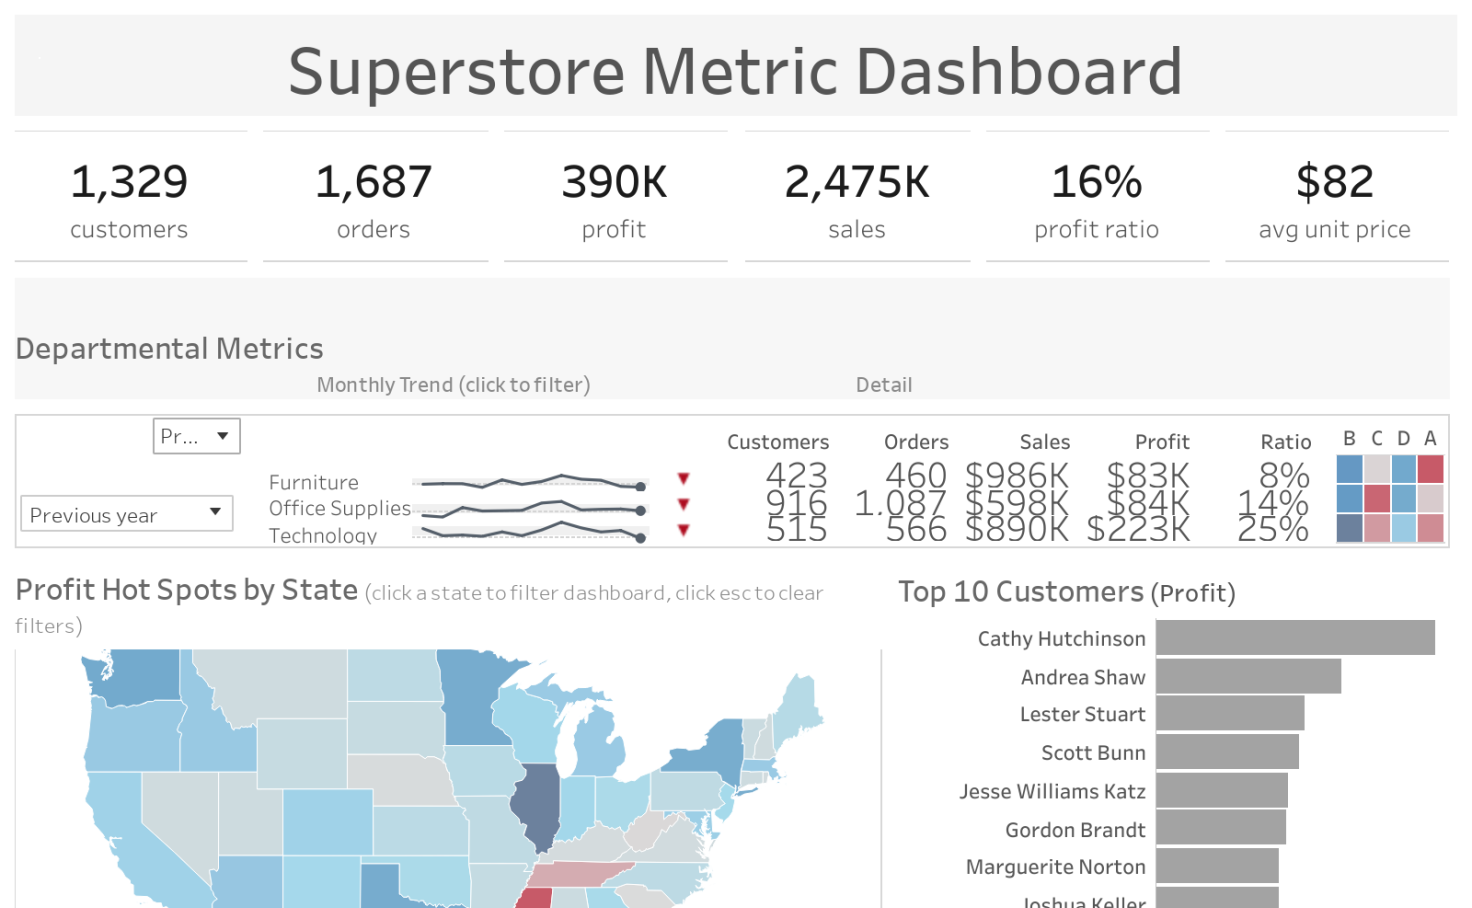 Superstore Metric Dashboard
1,329
customers
1,687
orders
390K
profit
2,475K
sales
16%
profit ratio
$82
avg unit price
Departmental Metrics
Monthly Trend (click to filter)
Detail
Pr...
Previous year
Customers Orders Sales Profit Ratio B C D A
Furniture 423 460 $986K $83K 8%
Office Supplies 916 1,087 $598K $84K 14%
Technology 515 566 $890K $223K 25%
Profit Hot Spots by State (click a state to filter dashboard, click esc to clear
filters)
Top 10 Customers (Profit)
Cathy Hutchinson
Andrea Shaw
Lester Stuart
Scott Bunn
Jesse Williams Katz
Gordon Brandt
Marguerite Norton
Joshua Keller